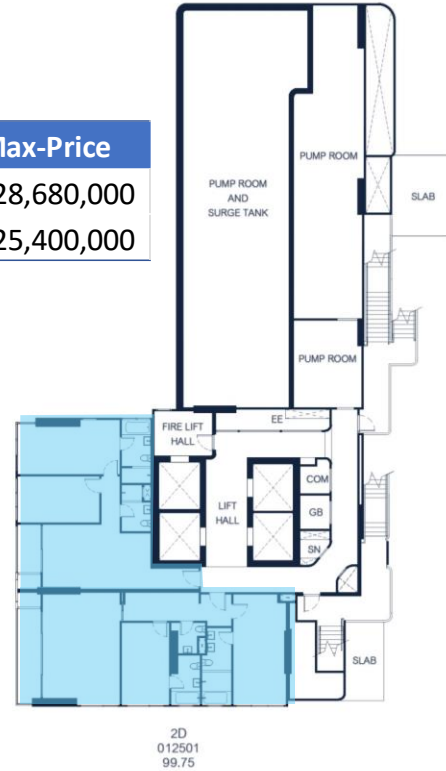 Max-Price
28,680,000
25,400,000
PUMP ROOM
AND
SURGE TANK
PUMP ROOM
SLAB
PUMP ROOM
EE
FIRE LIFT
HALL
LIFT
HALL
COM
GB
SN
SLAB
2D
012501
99.75